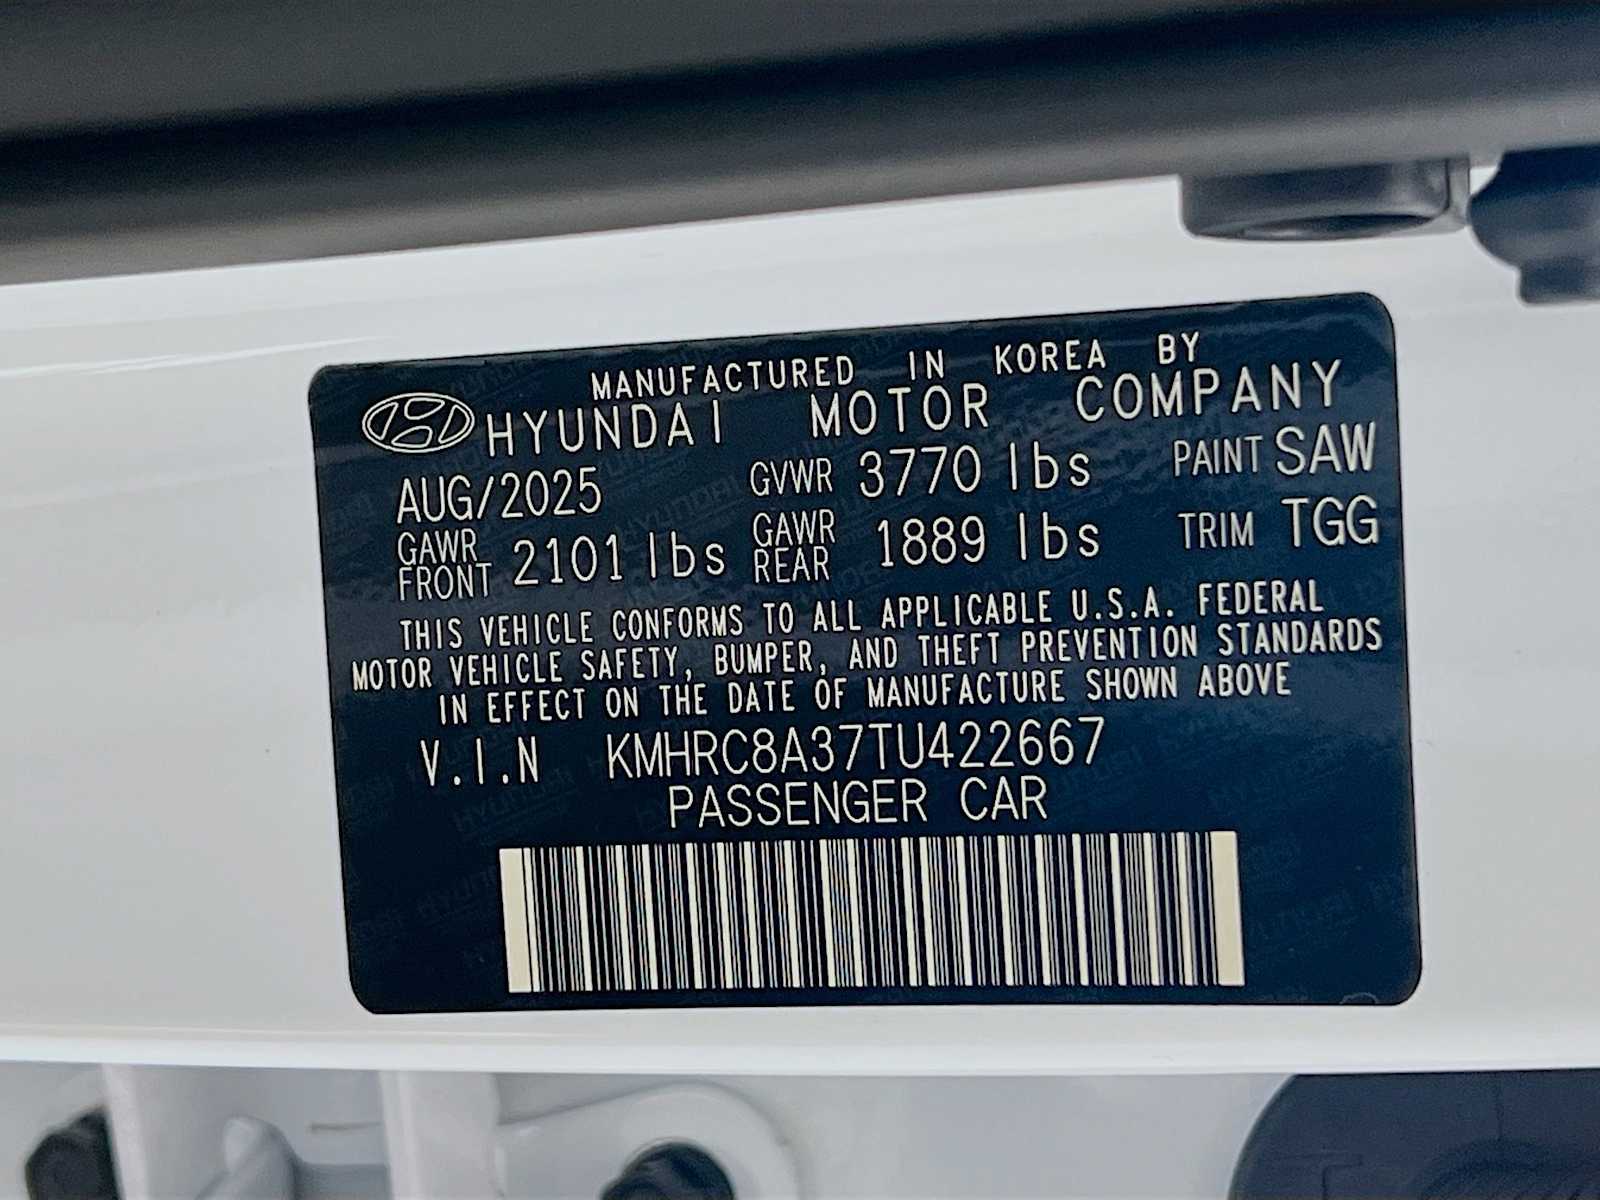 MANUFACTURED IN KOREA BY
HYUNDAI MOTOR COMPANY
AUG/2025 GVWR 3770 lbs PAINT SAW
GAWR FRONT 2101 lbs GAWR REAR 1889 lbs TRIM TGG
THIS VEHICLE CONFORMS TO ALL APPLICABLE U.S.A. FEDERAL
MOTOR VEHICLE SAFETY, BUMPER, AND THEFT PREVENTION STANDARDS
IN EFFECT ON THE DATE OF MANUFACTURE SHOWN ABOVE
V.I.N KMHRC8A37TU422667
PASSENGER CAR